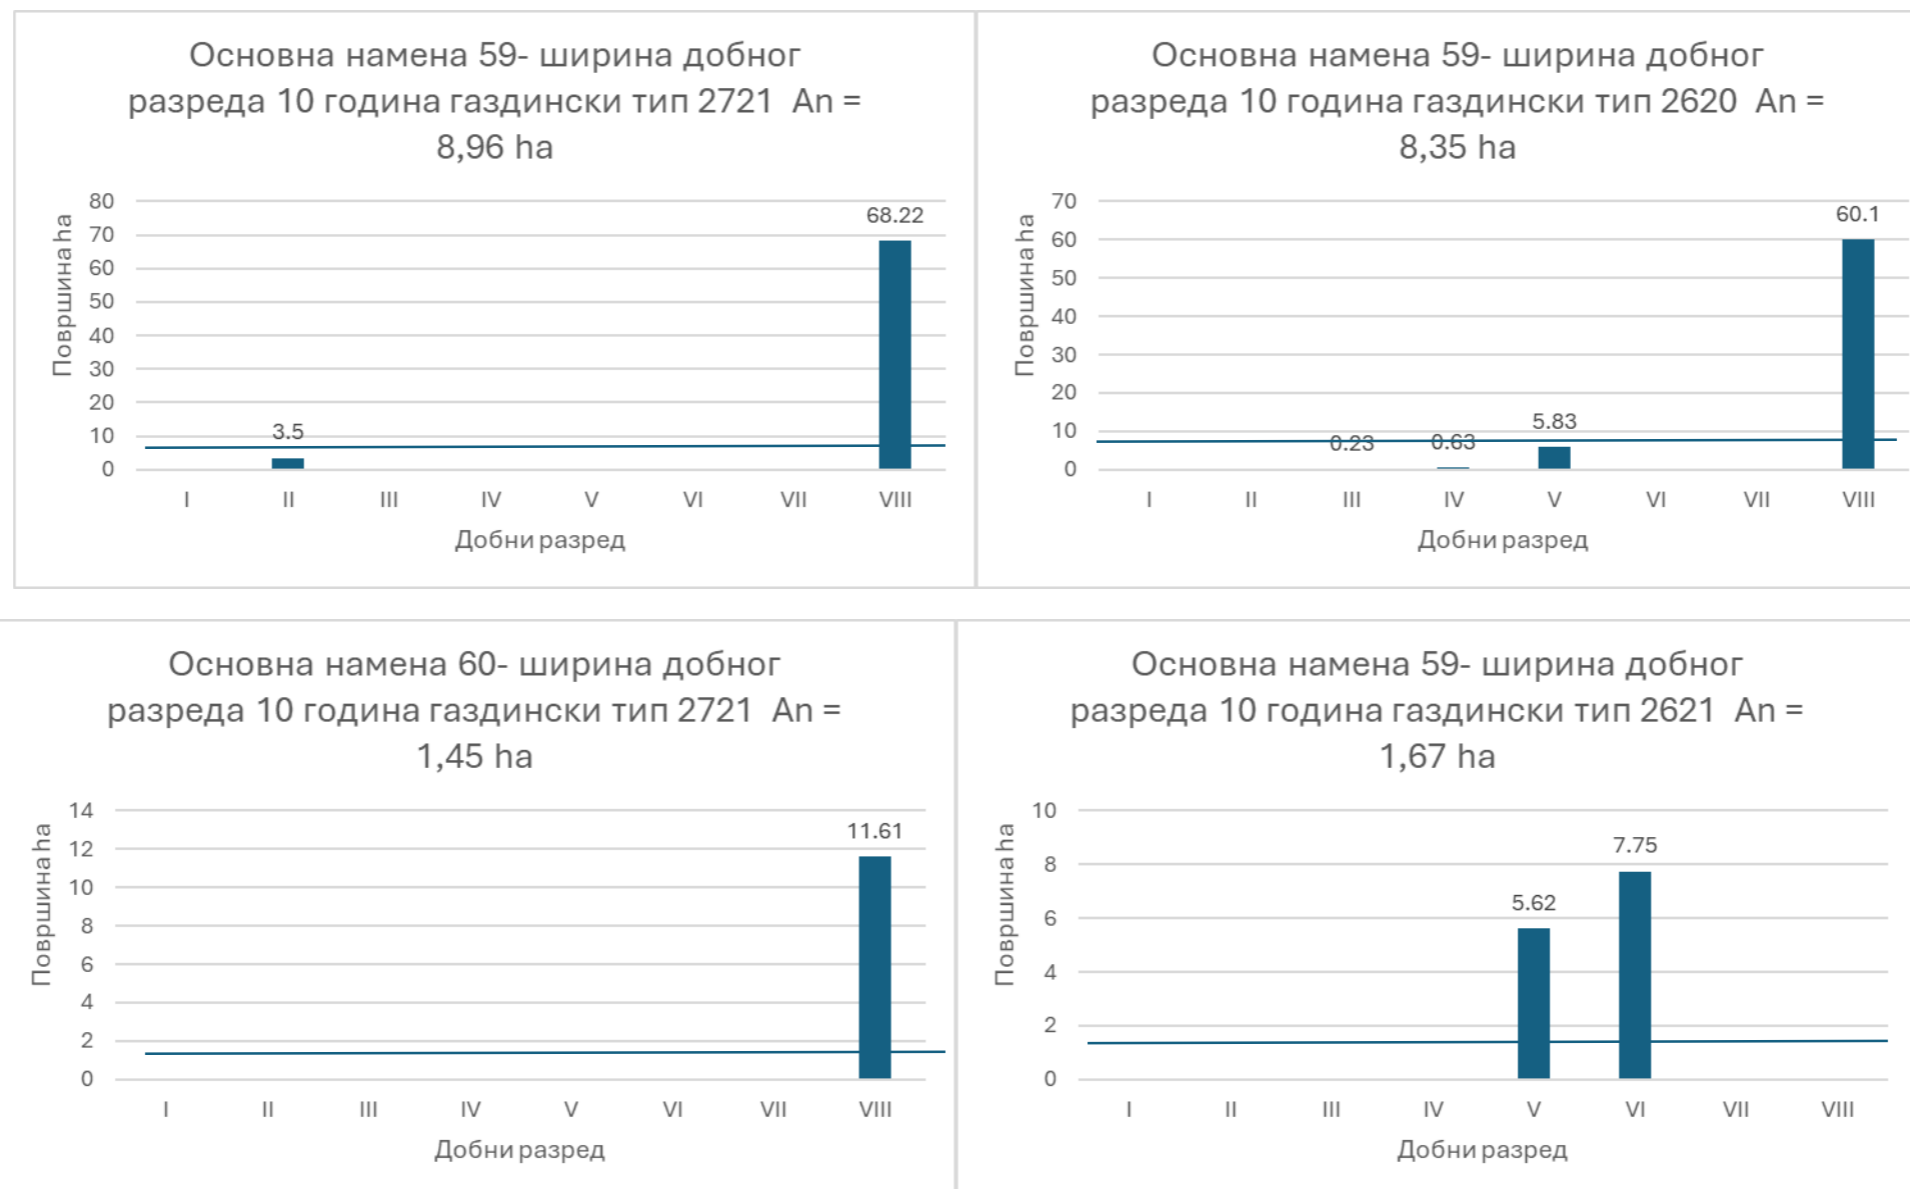 Основна намена 59- ширина добног
разреда 10 година газдински тип 2721 An =
8,96 ha
Површина ha
80
70
60
50
40
30
20
10
0
68.22
3.5
I II III IV V VI VII VIII
Добни разред
Основна намена 59- ширина добног
разреда 10 година газдински тип 2620 An =
8,35 ha
Површина ha
70
60
50
40
30
20
10
0
60.1
5.83
0.23 0.63
I II III IV V VI VII VIII
Добни разред
Основна намена 60- ширина добног
разреда 10 година газдински тип 2721 An =
1,45 ha
Површина ha
14
12
10
8
6
4
2
0
11.61
I II III IV V VI VII VIII
Добни разред
Основна намена 59- ширина добног
разреда 10 година газдински тип 2621 An =
1,67 ha
Површина ha
10
8
6
4
2
0
7.75
5.62
I II III IV V VI VII VIII
Добни разред